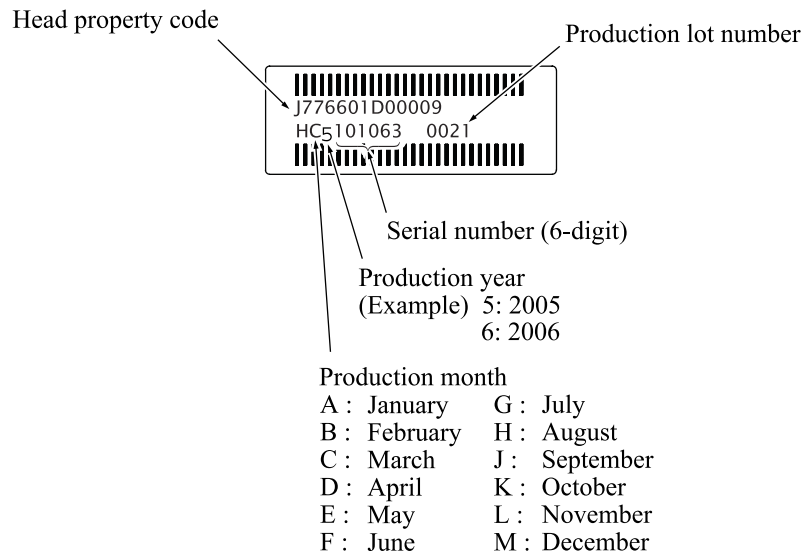 Head property code
Production lot number
J776601D00009
HC5101063 0021
Serial number (6-digit)
Production year
(Example) 5: 2005
6: 2006
Production month
A : January G : July
B : February H : August
C : March J : September
D : April K : October
E : May L : November
F : June M : December